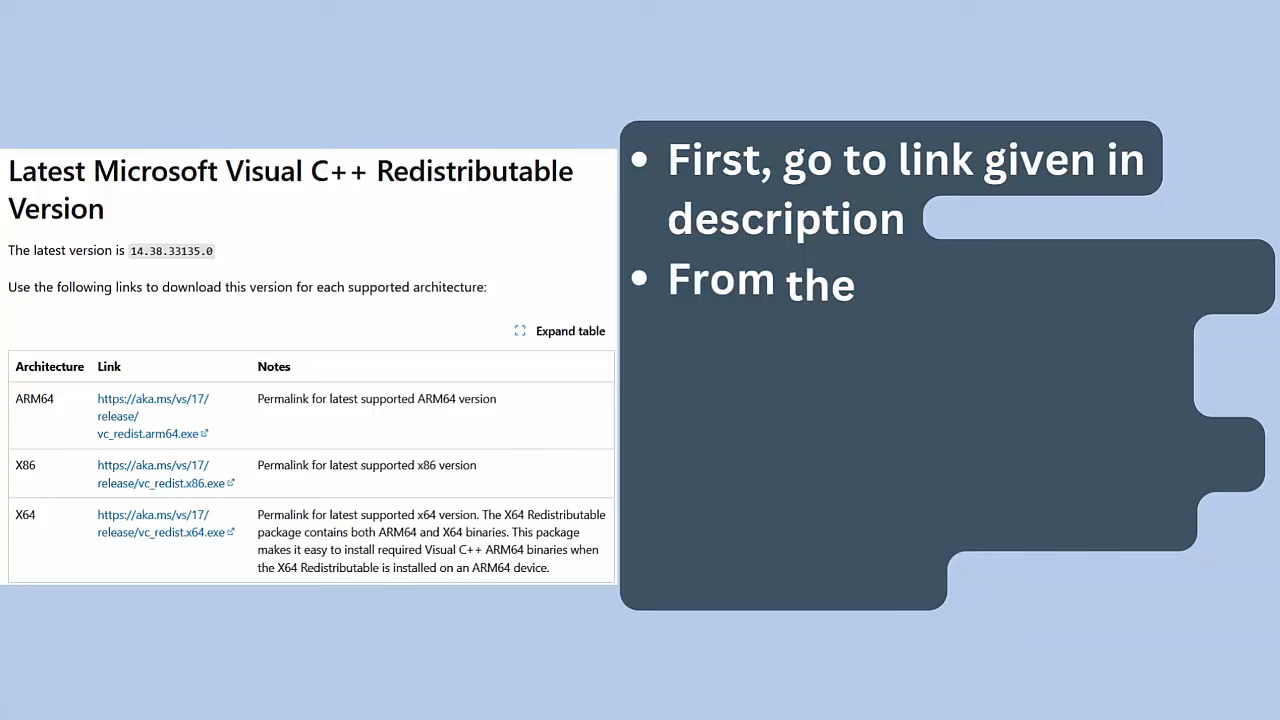 Latest Microsoft Visual C++ Redistributable
Version
The latest version is 14.38.33135.0
Use the following links to download this version for each supported architecture:
Expand table
Architecture Link Notes
ARM64 https://aka.ms/vs/17/ Permalink for latest supported ARM64 version
release/
vc_redist.arm64.exe
X86 https://aka.ms/vs/17/ Permalink for latest supported x86 version
release/vc_redist.x86.exe
X64 https://aka.ms/vs/17/ Permalink for latest supported x64 version. The X64 Redistributable
release/vc_redist.x64.exe package contains both ARM64 and X64 binaries. This package
makes it easy to install required Visual C++ ARM64 binaries when
the X64 Redistributable is installed on an ARM64 device.
• First, go to link given in
description
• From the